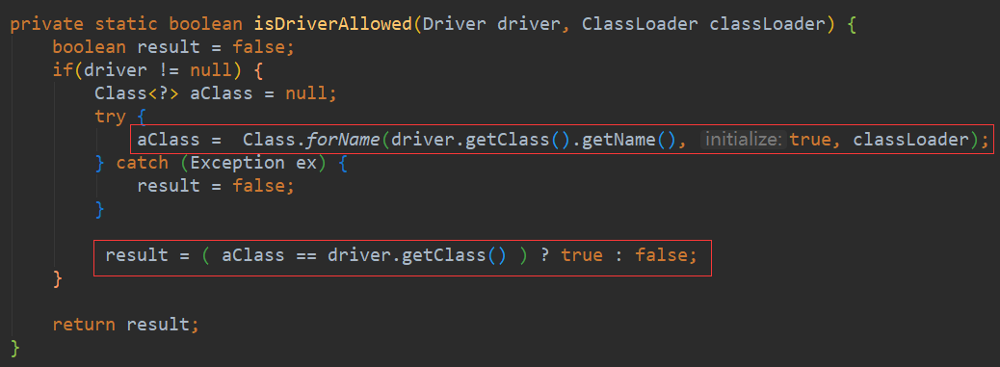 private static boolean isDriverAllowed(Driver driver, ClassLoader classLoader) {
    boolean result = false;
    if(driver != null) {
        Class<?> aClass = null;
        try {
            aClass =  Class.forName(driver.getClass().getName(), initialize: true, classLoader);
        } catch (Exception ex) {
            result = false;
        }

         result = ( aClass == driver.getClass() ) ? true : false;
    }

    return result;
}